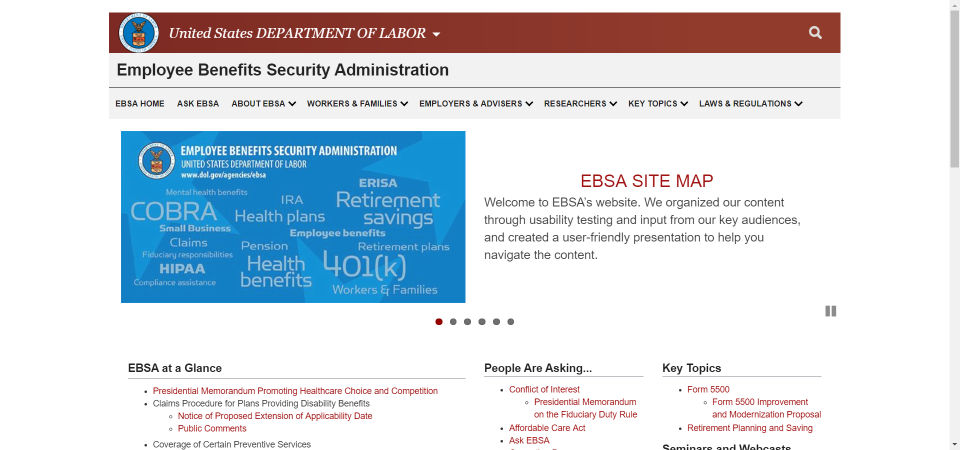 United States DEPARTMENT OF LABOR
Employee Benefits Security Administration
EBSA HOME ASK EBSA ABOUT EBSA WORKERS & FAMILIES EMPLOYERS & ADVISERS RESEARCHERS KEY TOPICS LAWS & REGULATIONS
EMPLOYEE BENEFITS SECURITY ADMINISTRATION
UNITED STATES DEPARTMENT OF LABOR
www.dol.gov/agencies/ebsa
ERISA
Mental health benefits
IRA
Retirement savings
COBRA
Health plans
Small Business
Employee benefits
Claims
Pension
Retirement plans
Fiduciary responsibilities
401(k)
HIPAA
Health benefits
Compliance assistance
Workers & Families
EBSA SITE MAP
Welcome to EBSA's website. We organized our content
through usability testing and input from our key audiences,
and created a user-friendly presentation to help you
navigate the content.
EBSA at a Glance
Presidential Memorandum Promoting Healthcare Choice and Competition
Claims Procedure for Plans Providing Disability Benefits
Notice of Proposed Extension of Applicability Date
Public Comments
Coverage of Certain Preventive Services
People Are Asking...
Conflict of Interest
Presidential Memorandum
on the Fiduciary Duty Rule
Affordable Care Act
Ask EBSA
Key Topics
Form 5500
Form 5500 Improvement
and Modernization Proposal
Retirement Planning and Saving
Seminars and Webcasts